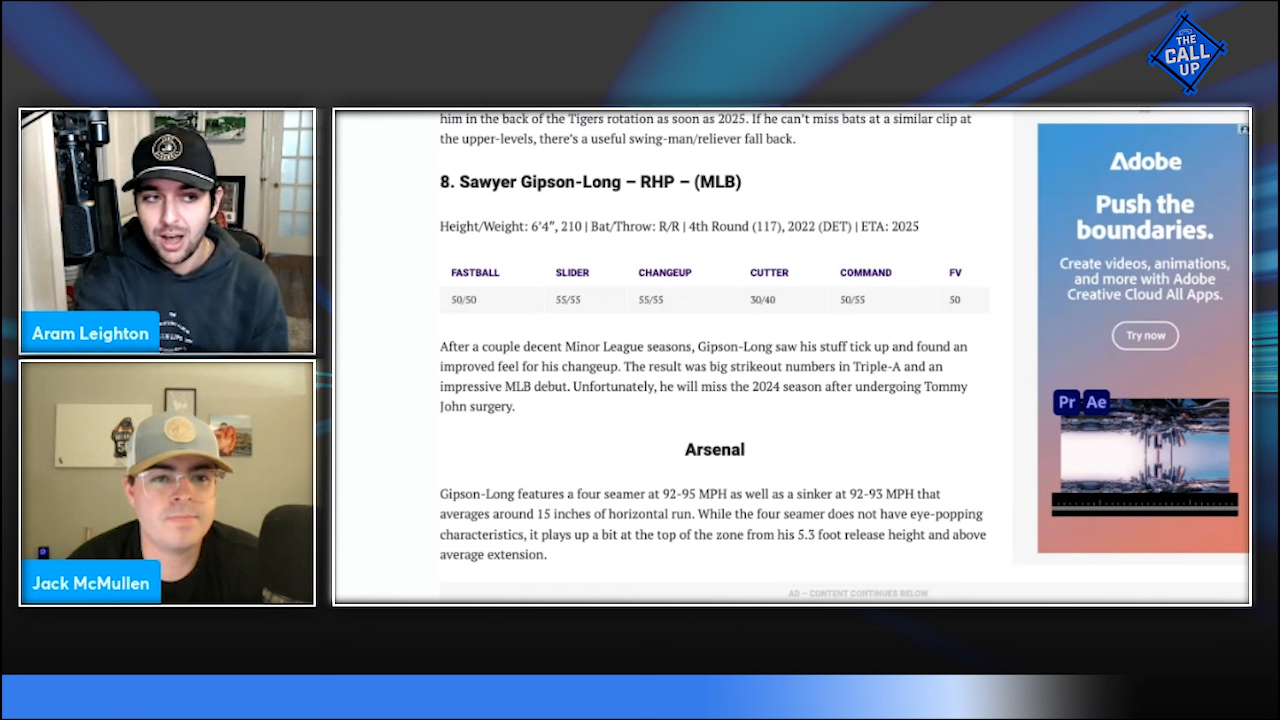 THE
CALL
UP
him in the back of the Tigers rotation as soon as 2025. If he can't miss bats at a similar clip at
the upper-levels, there's a useful swing-man/reliever fall back.
8. Sawyer Gipson-Long – RHP – (MLB)
Height/Weight: 6'4", 210 | Bat/Throw: R/R | 4th Round (117), 2022 (DET) | ETA: 2025
FASTBALL SLIDER CHANGEUP CUTTER COMMAND FV
50/50 55/55 55/55 30/40 50/55 50
After a couple decent Minor League seasons, Gipson-Long saw his stuff tick up and found an
improved feel for his changeup. The result was big strikeout numbers in Triple-A and an
impressive MLB debut. Unfortunately, he will miss the 2024 season after undergoing Tommy
John surgery.
Arsenal
Gipson-Long features a four seamer at 92-95 MPH as well as a sinker at 92-93 MPH that
averages around 15 inches of horizontal run. While the four seamer does not have eye-popping
characteristics, it plays up a bit at the top of the zone from his 5.3 foot release height and above
average extension.
AD – CONTENT CONTINUES BELOW
Adobe
Push the
boundaries.
Create videos, animations,
and more with Adobe
Creative Cloud All Apps.
Try now
Pr Ae
Aram Leighton
Jack McMullen